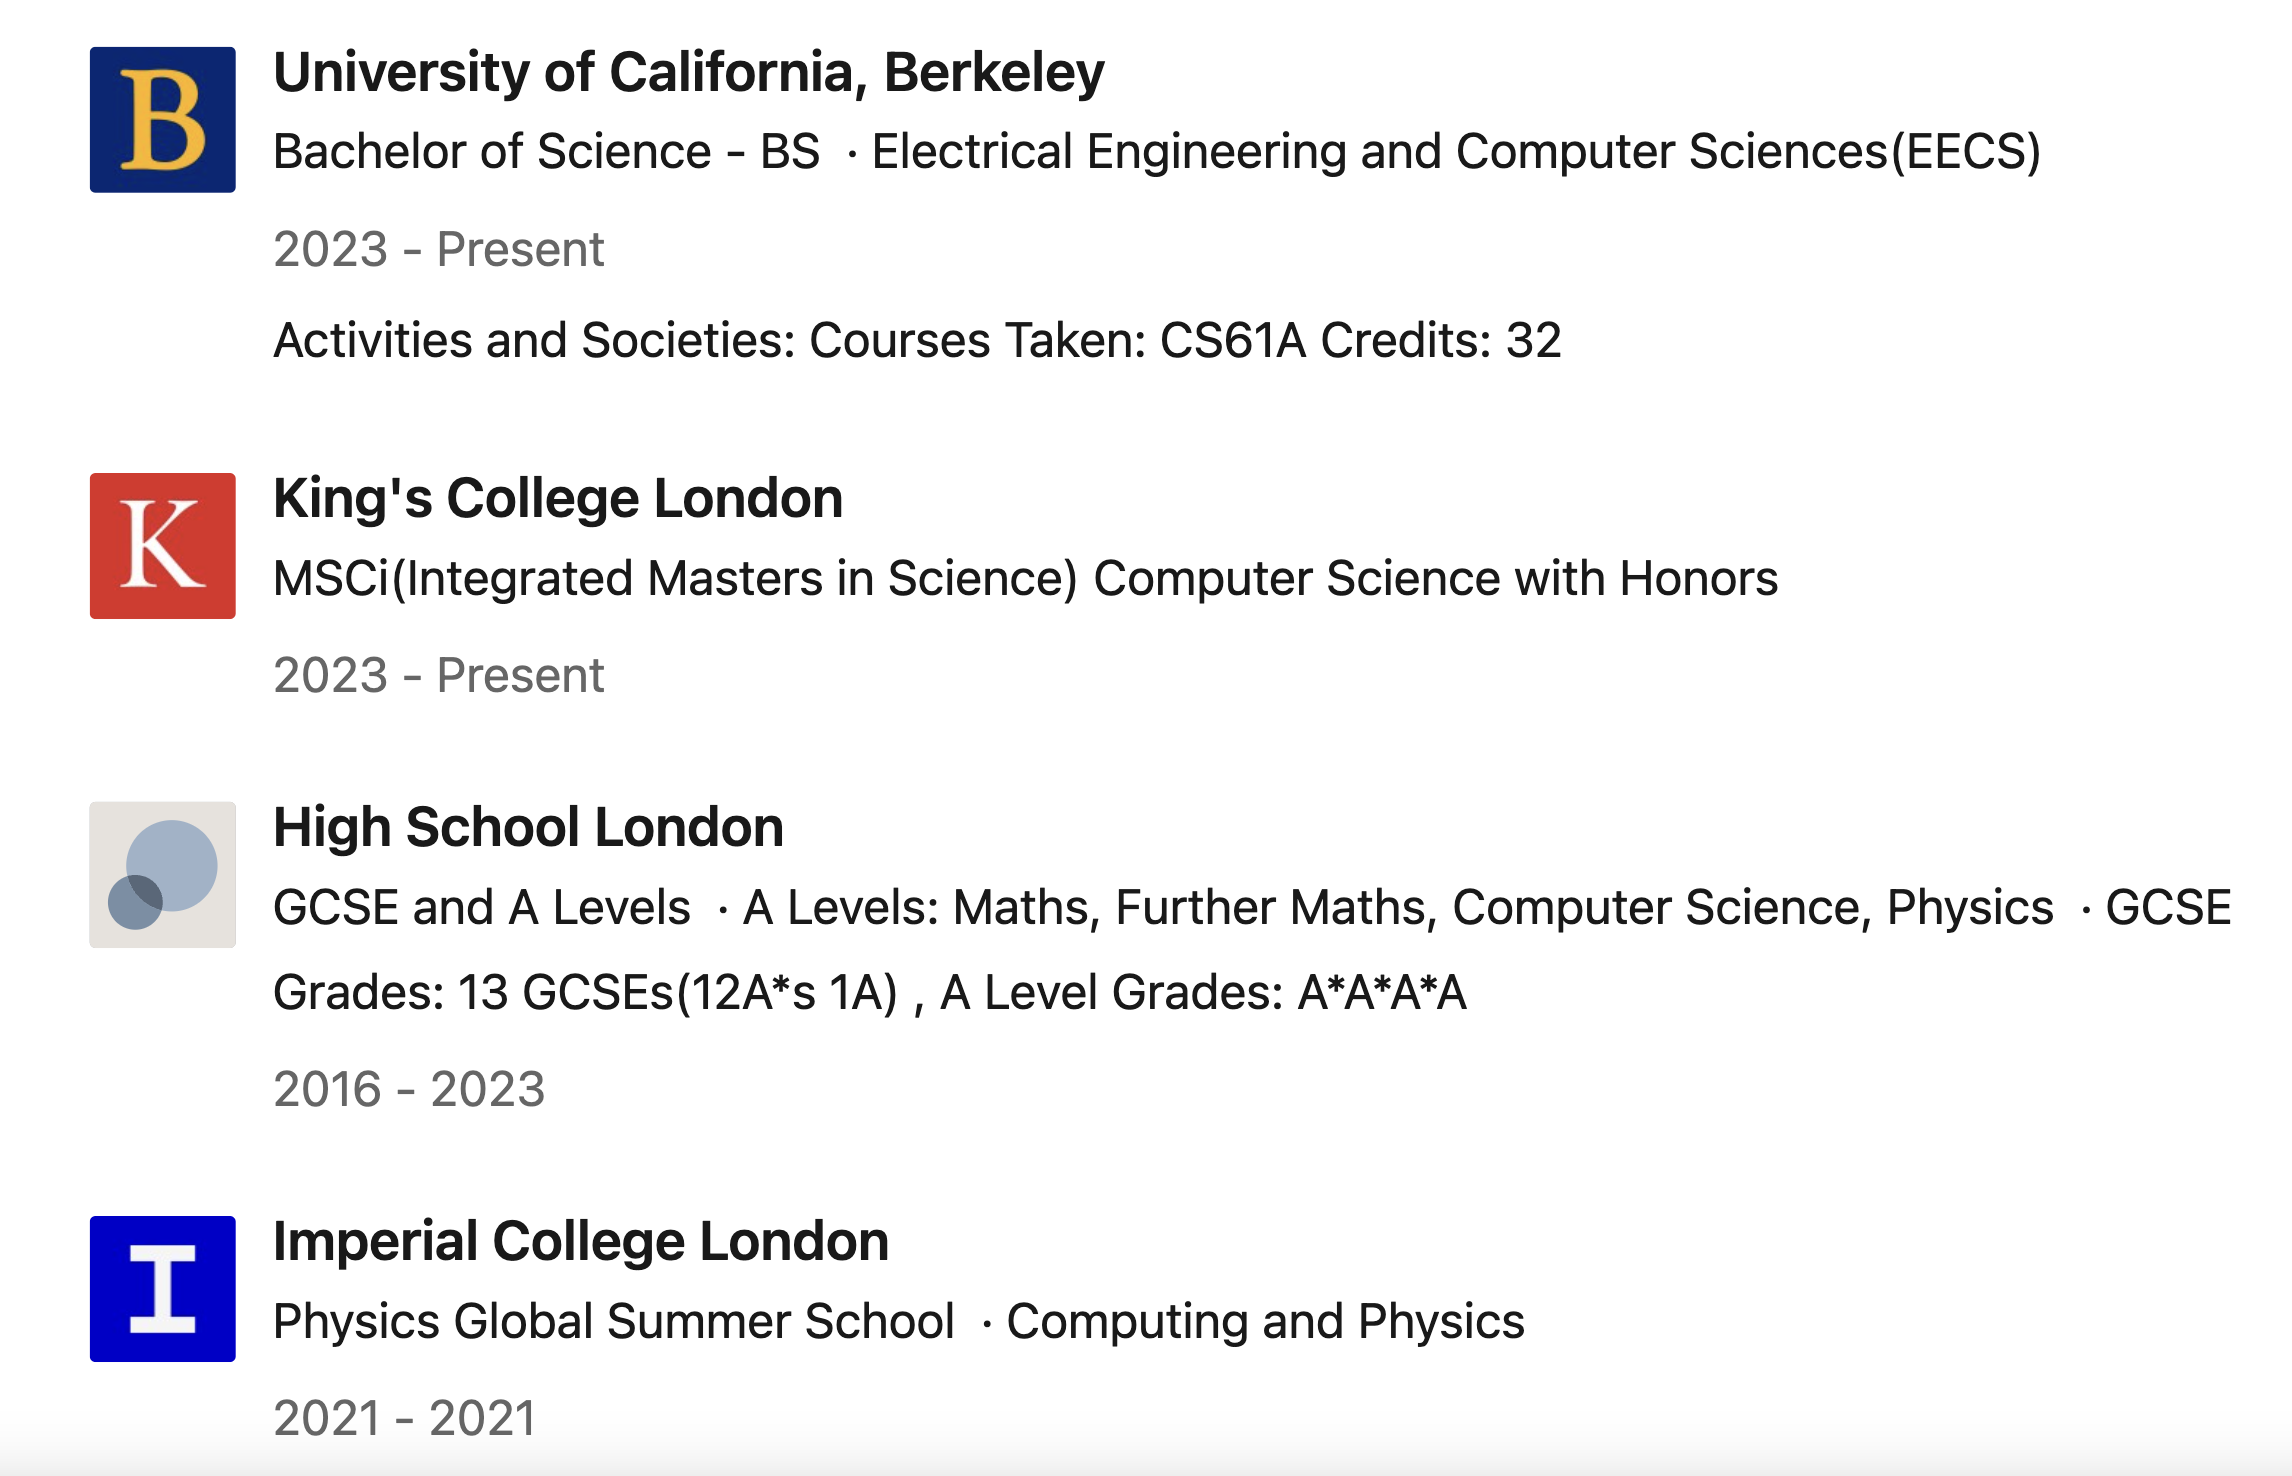 B
University of California, Berkeley
Bachelor of Science - BS · Electrical Engineering and Computer Sciences(EECS)
2023 - Present
Activities and Societies: Courses Taken: CS61A Credits: 32
K
King's College London
MSCi(Integrated Masters in Science) Computer Science with Honors
2023 - Present
High School London
GCSE and A Levels · A Levels: Maths, Further Maths, Computer Science, Physics · GCSE
Grades: 13 GCSEs(12A*s 1A) , A Level Grades: A*A*A*A
2016 - 2023
I
Imperial College London
Physics Global Summer School · Computing and Physics
2021 - 2021